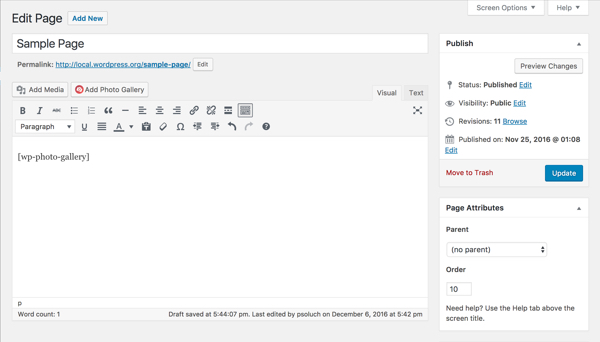 Screen Options
Help
Edit Page
Add New
Sample Page
Permalink: http://local.wordpress.org/sample-page/ Edit
Add Media
Add Photo Gallery
Visual
Text
B I ABC
Paragraph
U
A
[wp-photo-gallery]
p
Word count: 1
Draft saved at 5:44:07 pm. Last edited by psoluch on December 6, 2016 at 5:42 pm
Publish
Preview Changes
Status: Published Edit
Visibility: Public Edit
Revisions: 11 Browse
Published on: Nov 25, 2016 @ 01:08
Edit
Move to Trash
Update
Page Attributes
Parent
(no parent)
Order
10
Need help? Use the Help tab above the
screen title.